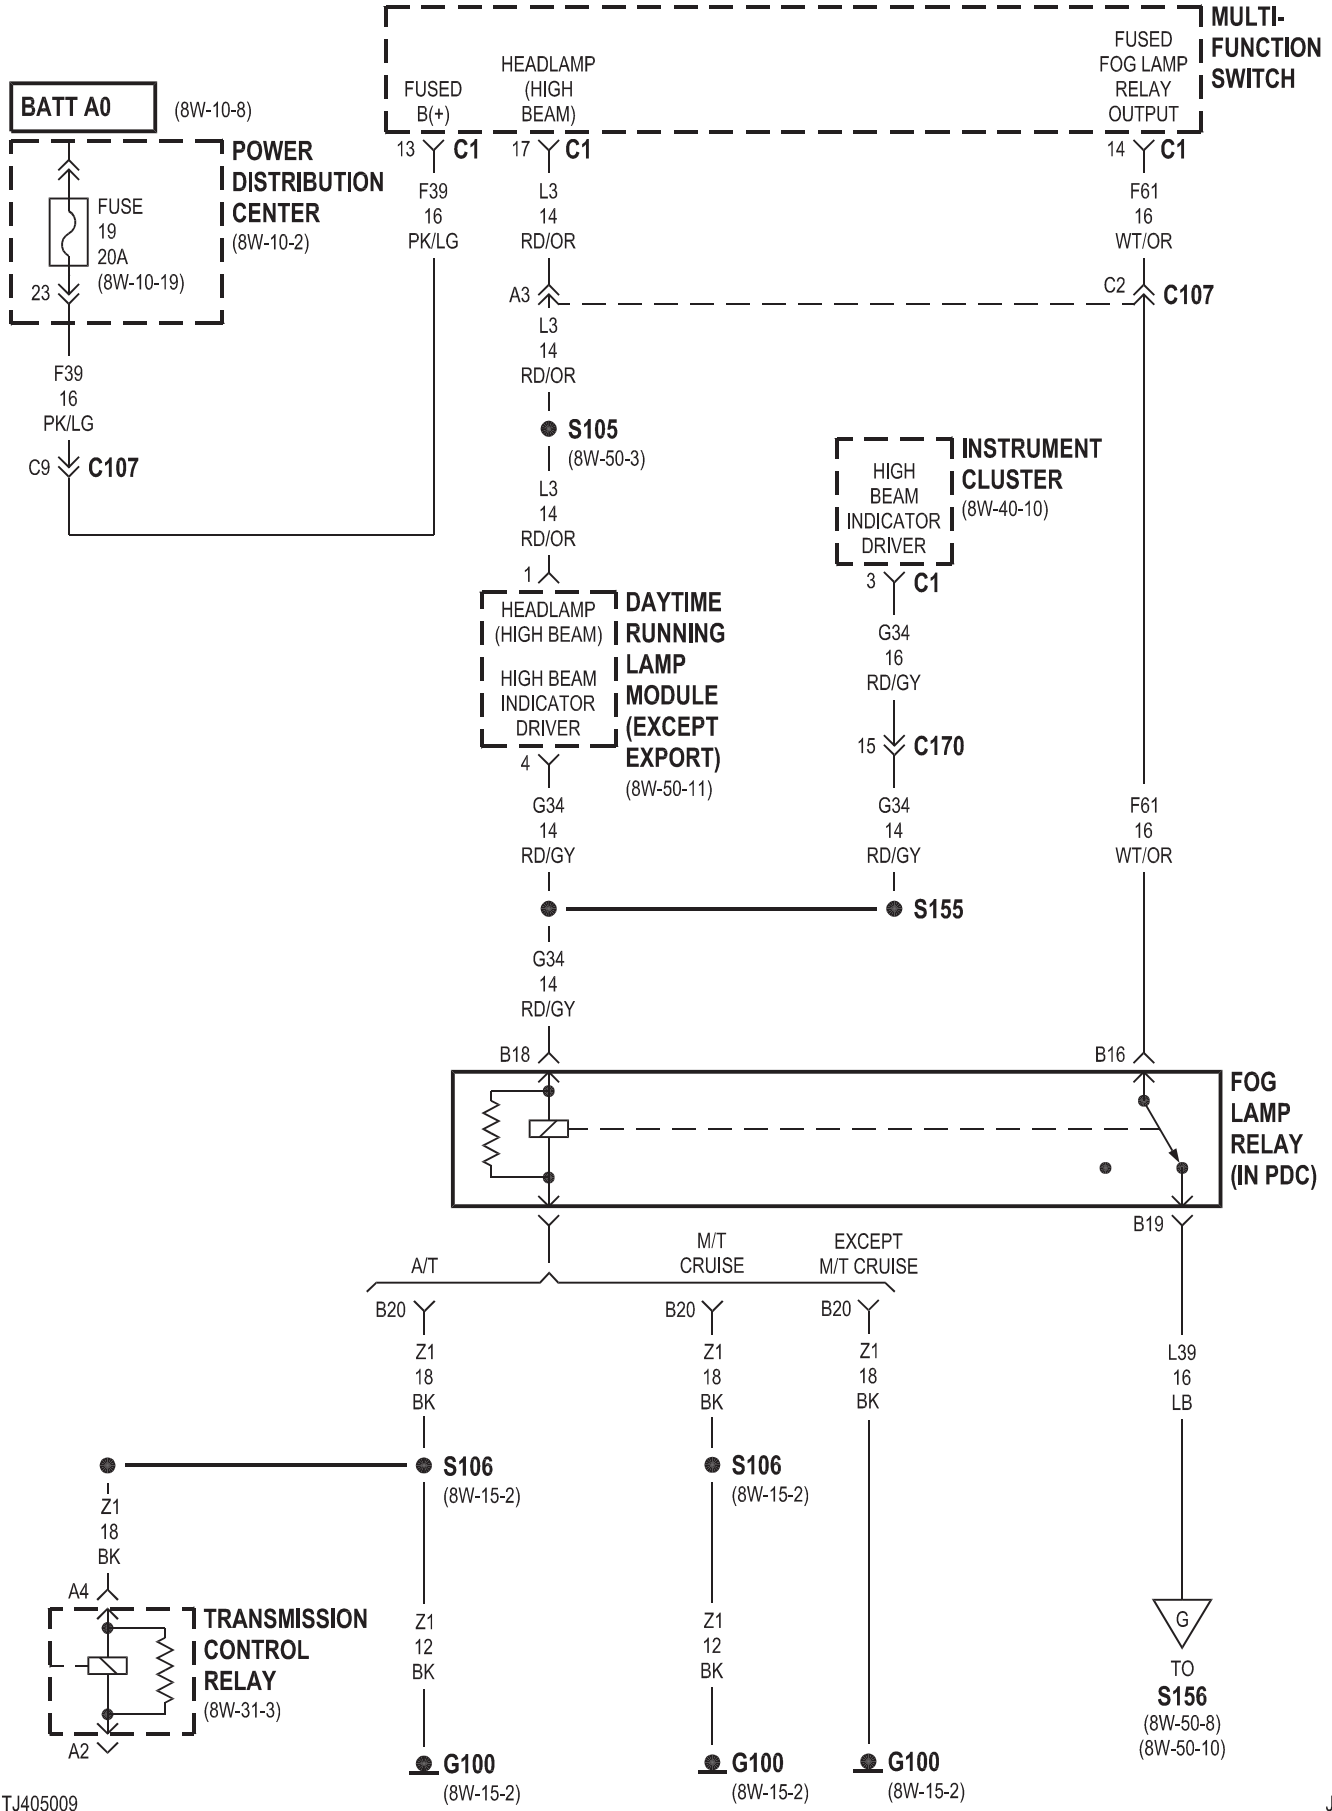 MULTI-
FUNCTION
SWITCH
FUSED
B(+)
HEADLAMP
(HIGH
BEAM)
FUSED
FOG LAMP
RELAY
OUTPUT
BATT A0
(8W-10-8)
13
C1
17
C1
14
C1
POWER
DISTRIBUTION
CENTER
(8W-10-2)
FUSE
19
20A
(8W-10-19)
23
F39
16
PK/LG
L3
14
RD/OR
F61
16
WT/OR
A3
C2
C107
F39
16
PK/LG
C9
C107
L3
14
RD/OR
S105
(8W-50-3)
L3
14
RD/OR
1
HIGH
BEAM
INDICATOR
DRIVER
INSTRUMENT
CLUSTER
(8W-40-10)
3
C1
HEADLAMP
(HIGH BEAM)
HIGH BEAM
INDICATOR
DRIVER
DAYTIME
RUNNING
LAMP
MODULE
(EXCEPT
EXPORT)
(8W-50-11)
4
G34
16
RD/GY
15
C170
G34
14
RD/GY
G34
14
RD/GY
F61
16
WT/OR
S155
G34
14
RD/GY
B18
B16
FOG
LAMP
RELAY
(IN PDC)
B19
A/T
M/T
CRUISE
EXCEPT
M/T CRUISE
B20
B20
B20
Z1
18
BK
Z1
18
BK
Z1
18
BK
L39
16
LB
S106
(8W-15-2)
S106
(8W-15-2)
Z1
18
BK
A4
TRANSMISSION
CONTROL
RELAY
(8W-31-3)
A2
Z1
12
BK
Z1
12
BK
G
TO
S156
(8W-50-8)
(8W-50-10)
G100
(8W-15-2)
G100
(8W-15-2)
G100
(8W-15-2)
TJ405009
J